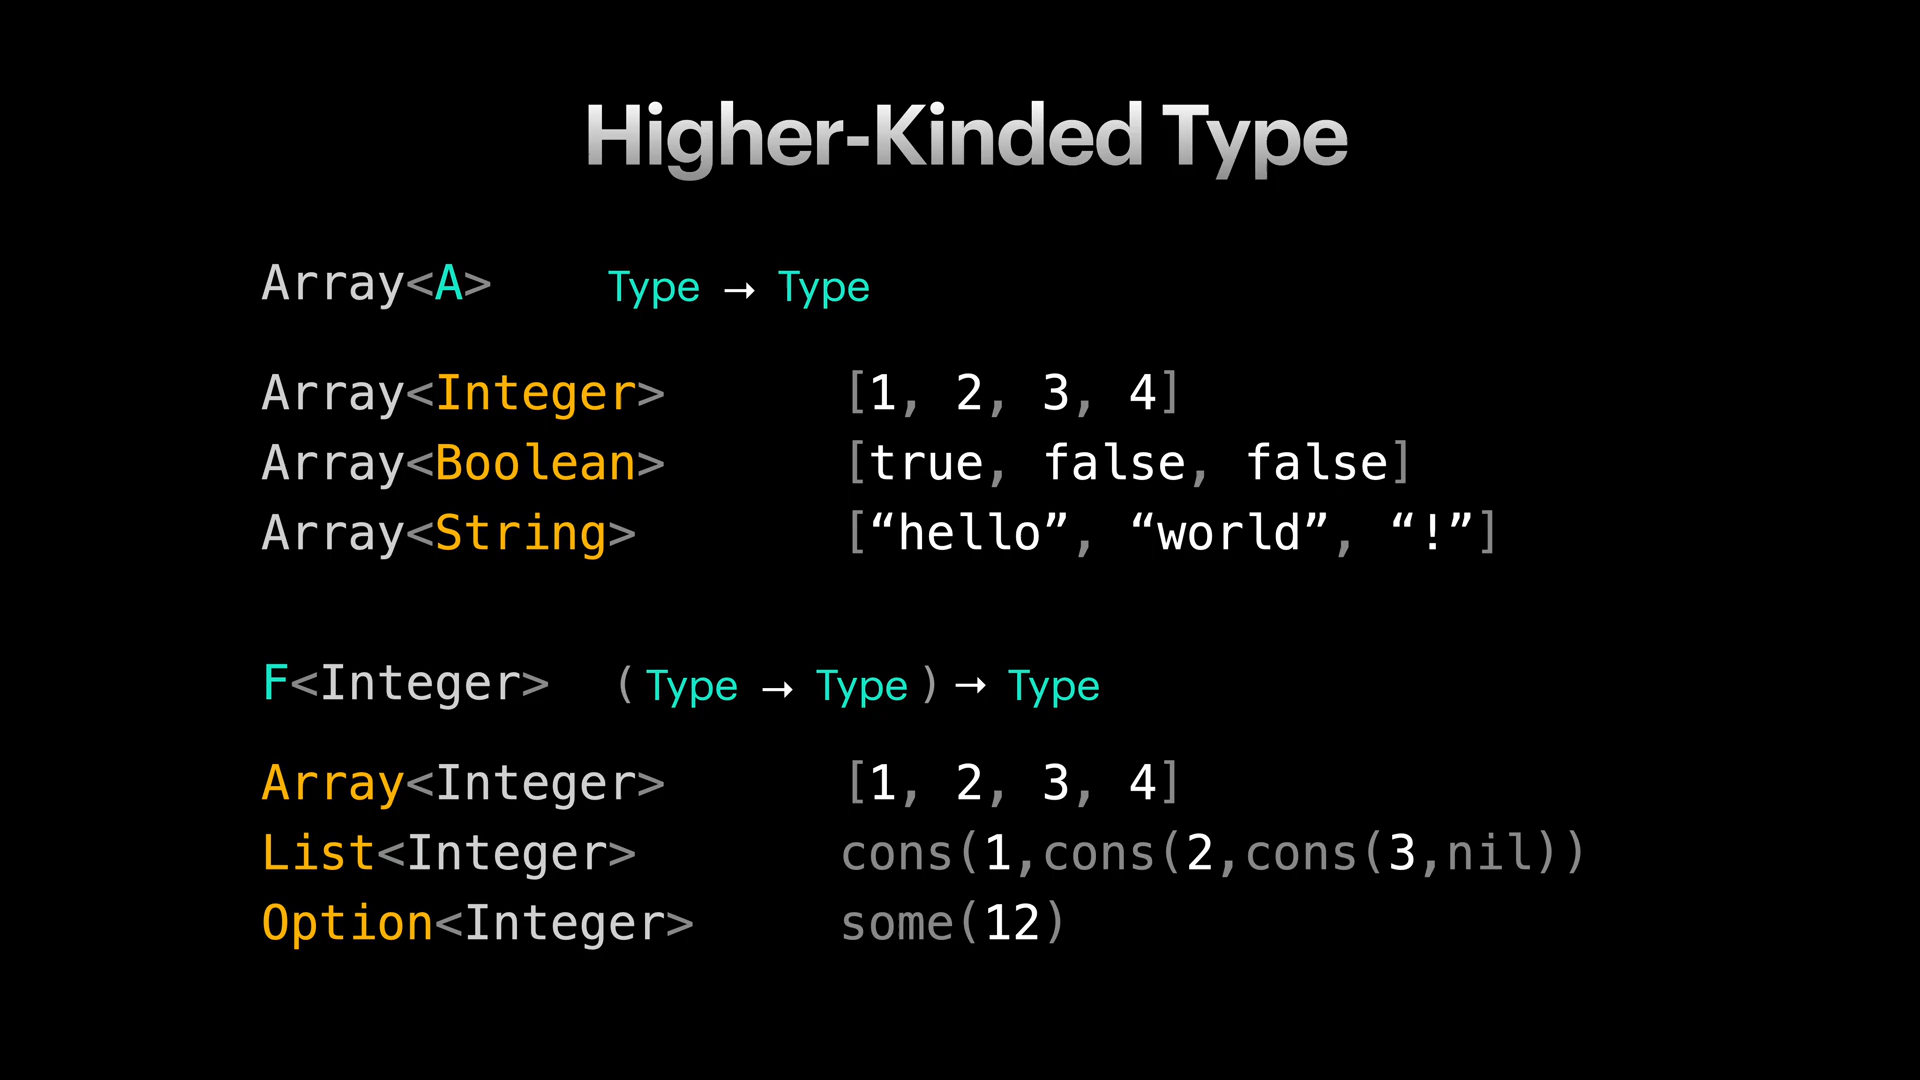 Higher-Kinded Type
Array<A> Type → Type
Array<Integer> [1, 2, 3, 4]
Array<Boolean> [true, false, false]
Array<String> [“hello”, “world”, “!”]
F<Integer> (Type → Type) → Type
Array<Integer> [1, 2, 3, 4]
List<Integer> cons(1,cons(2,cons(3,nil))
Option<Integer> some(12)